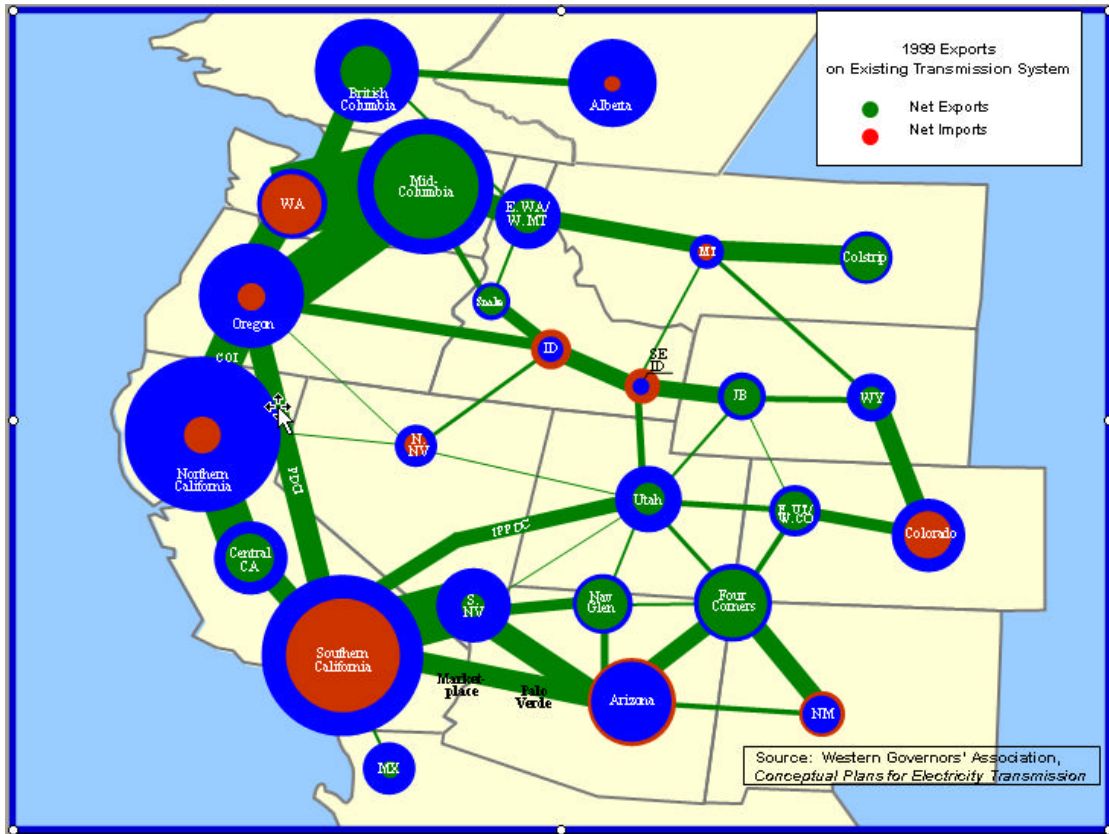 1999 Exports
on Existing Transmission System
Net Exports
Net Imports
British
Columbia
Alberta
Mid-
Columbia
WA
E. WA/
W. MT
MT
Colstrip
Snake
Oregon
ID
SE
ID
JB
WY
COI
N.
NV
Northern
California
PDCI
Utah
E. UT/
W. CO
Colorado
IPPDC
Central
CA
S.
NV
Nav
Glen
Four
Corners
Southern
California
Market-
place
Palo
Verde
Arizona
NM
MX
Source: Western Governors' Association,
Conceptual Plans for Electricity Transmission